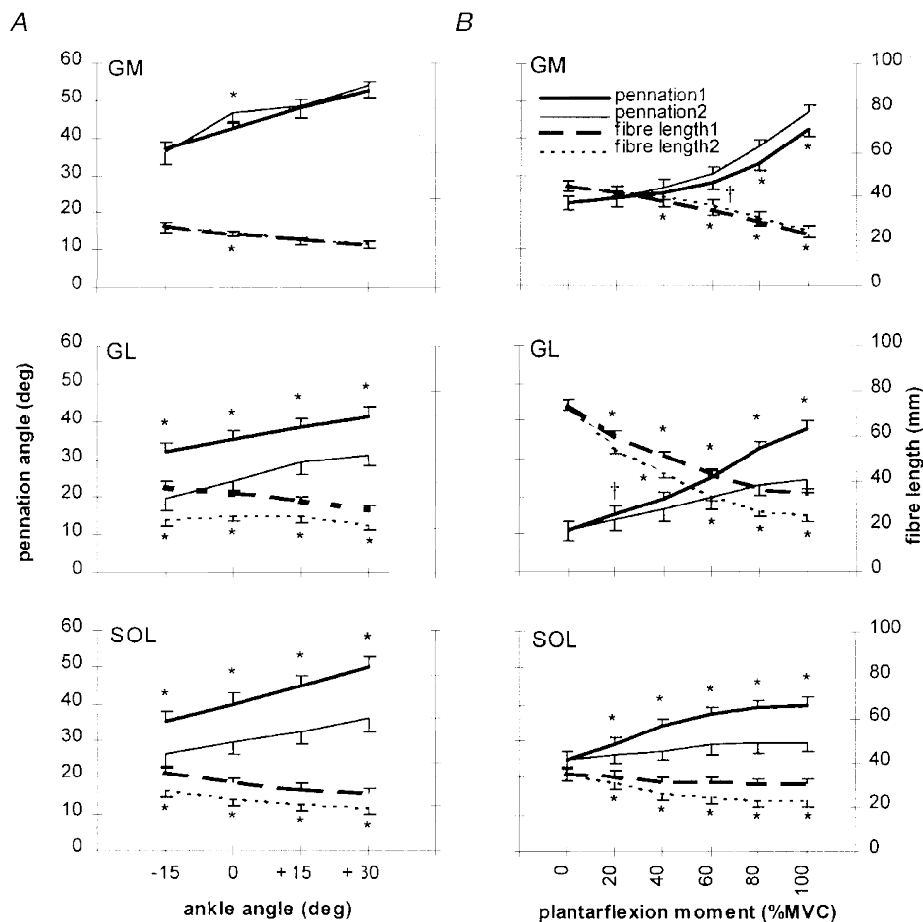 A
B
60
50
40
30
20
10
0
GM
*
*
GM
pennation1
pennation2
fibre length1
fibre length2
†
* *
* * * *
100
80
60
40
20
0
60
50
40
30
20
10
0
GL
* * * *
* * * *
GL
* * * * *
†
* * * *
100
80
60
40
20
0
pennation angle (deg)
fibre length (mm)
60
50
40
30
20
10
0
SOL
* * * *
* * * *
SOL
* * * * *
* * * * *
100
80
60
40
20
0
-15 0 +15 +30
ankle angle (deg)
0 20 40 60 80 100
plantarflexion moment (%MVC)